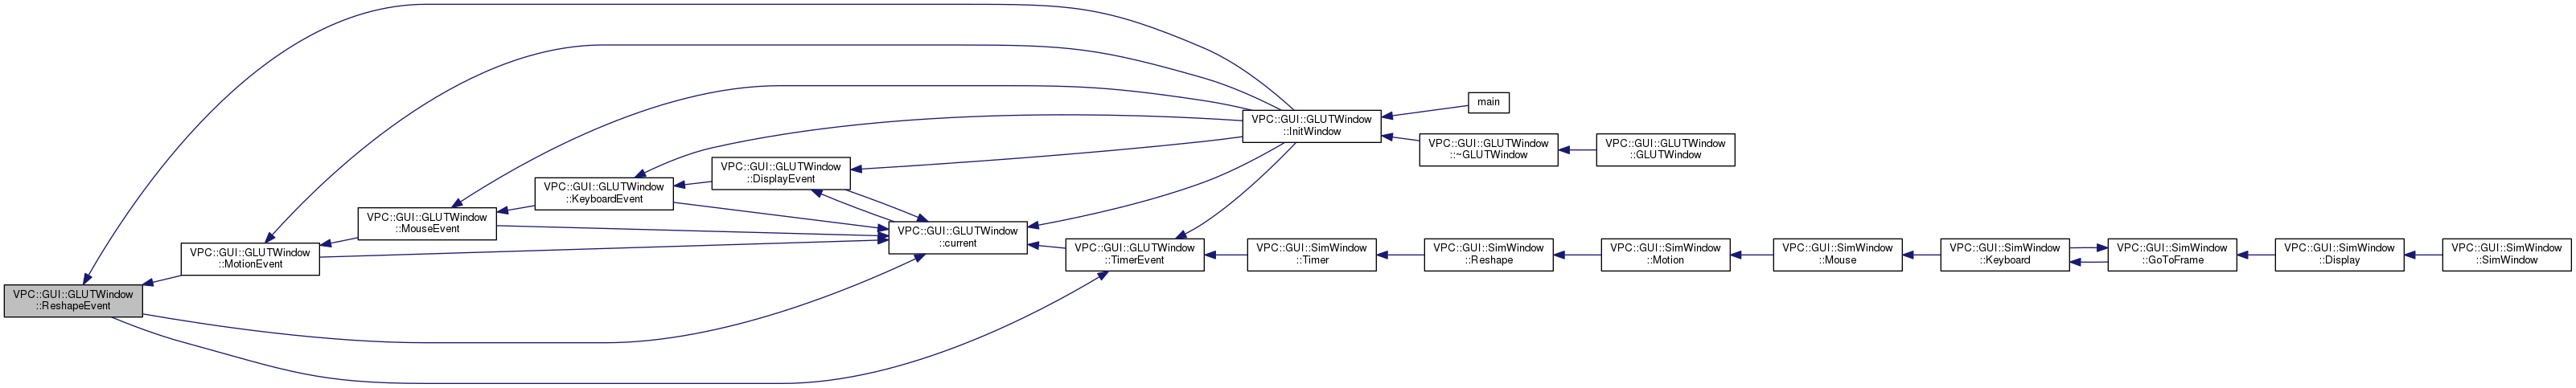 VPC::GUI::GLUTWindow
::ReshapeEvent
VPC::GUI::GLUTWindow
::MotionEvent
VPC::GUI::GLUTWindow
::MouseEvent
VPC::GUI::GLUTWindow
::KeyboardEvent
VPC::GUI::GLUTWindow
::DisplayEvent
VPC::GUI::GLUTWindow
::current
VPC::GUI::GLUTWindow
::TimerEvent
VPC::GUI::GLUTWindow
::InitWindow
main
VPC::GUI::GLUTWindow
::~GLUTWindow
VPC::GUI::GLUTWindow
::GLUTWindow
VPC::GUI::SimWindow
::Timer
VPC::GUI::SimWindow
::Reshape
VPC::GUI::SimWindow
::Motion
VPC::GUI::SimWindow
::Mouse
VPC::GUI::SimWindow
::Keyboard
VPC::GUI::SimWindow
::GoToFrame
VPC::GUI::SimWindow
::Display
VPC::GUI::SimWindow
::SimWindow